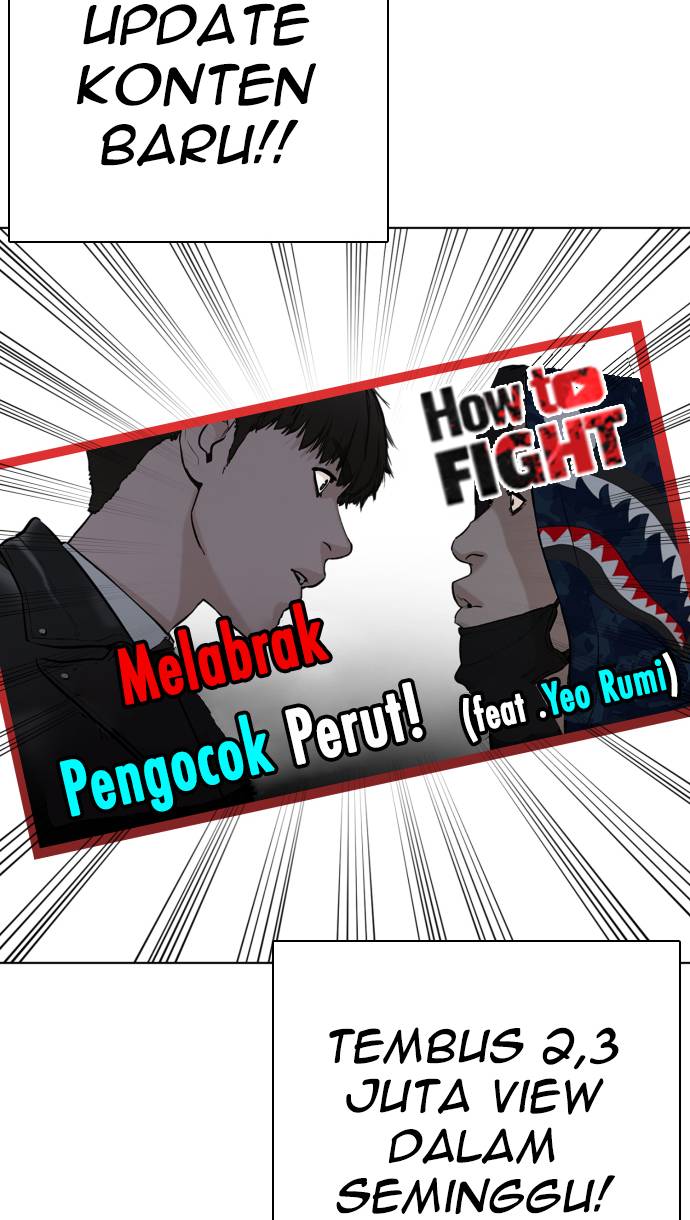 UPDATE
KONTEN
BARU!!
How to
FIGHT
Melabrak
Pengocok Perut! (feat .Yeo Rumi)
TEMBUS 2,3
JUTA VIEW
DALAM
SEMINGGU!